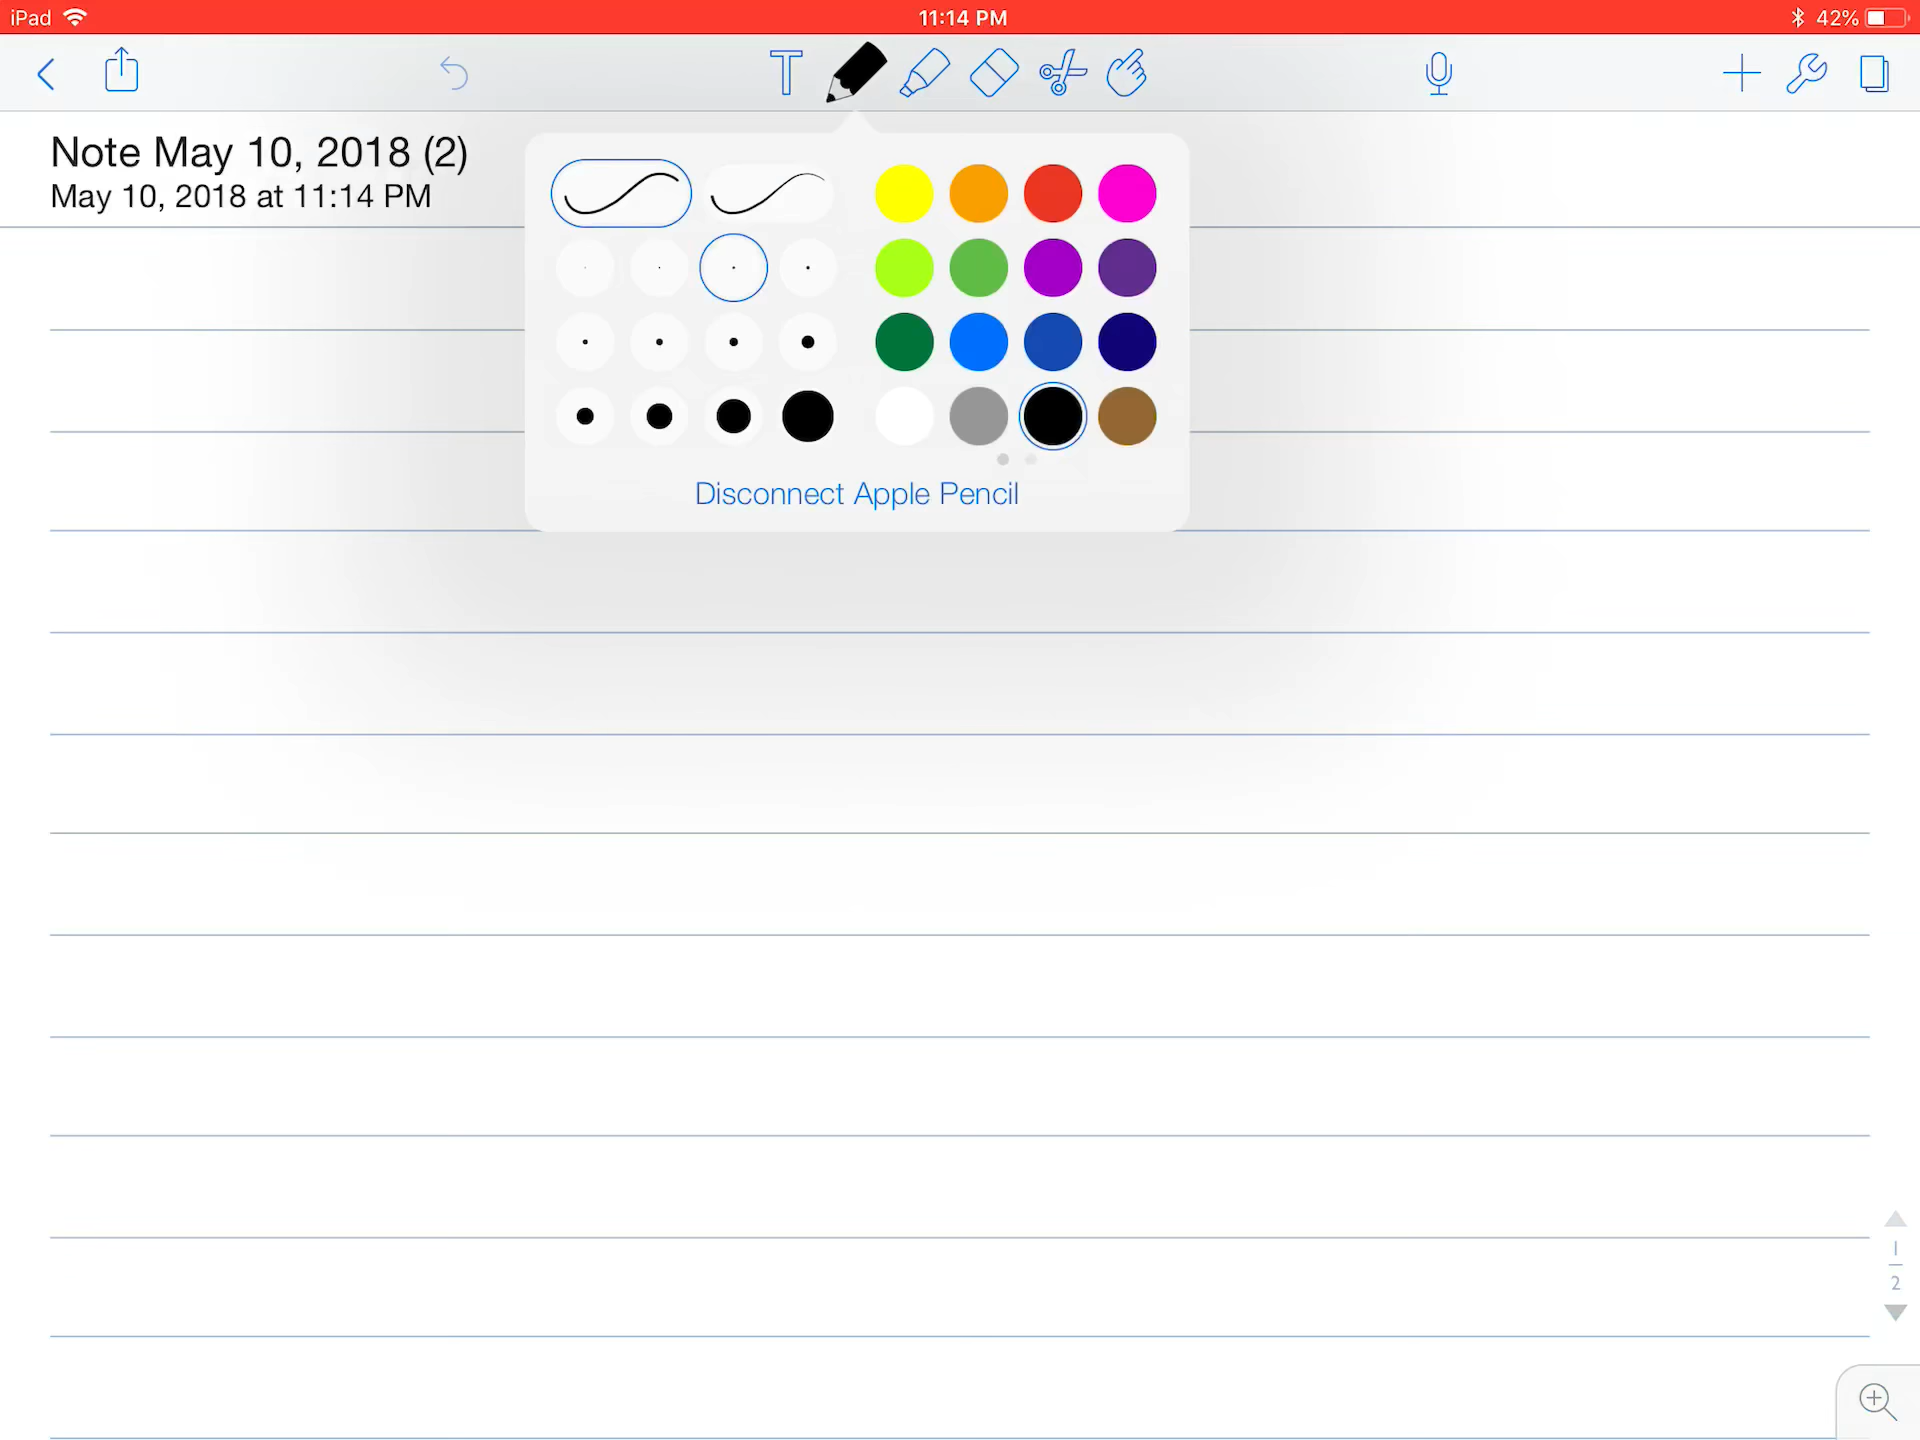 iPad 11:14 PM 42%
T
Note May 10, 2018 (2)
May 10, 2018 at 11:14 PM
Disconnect Apple Pencil
1
2